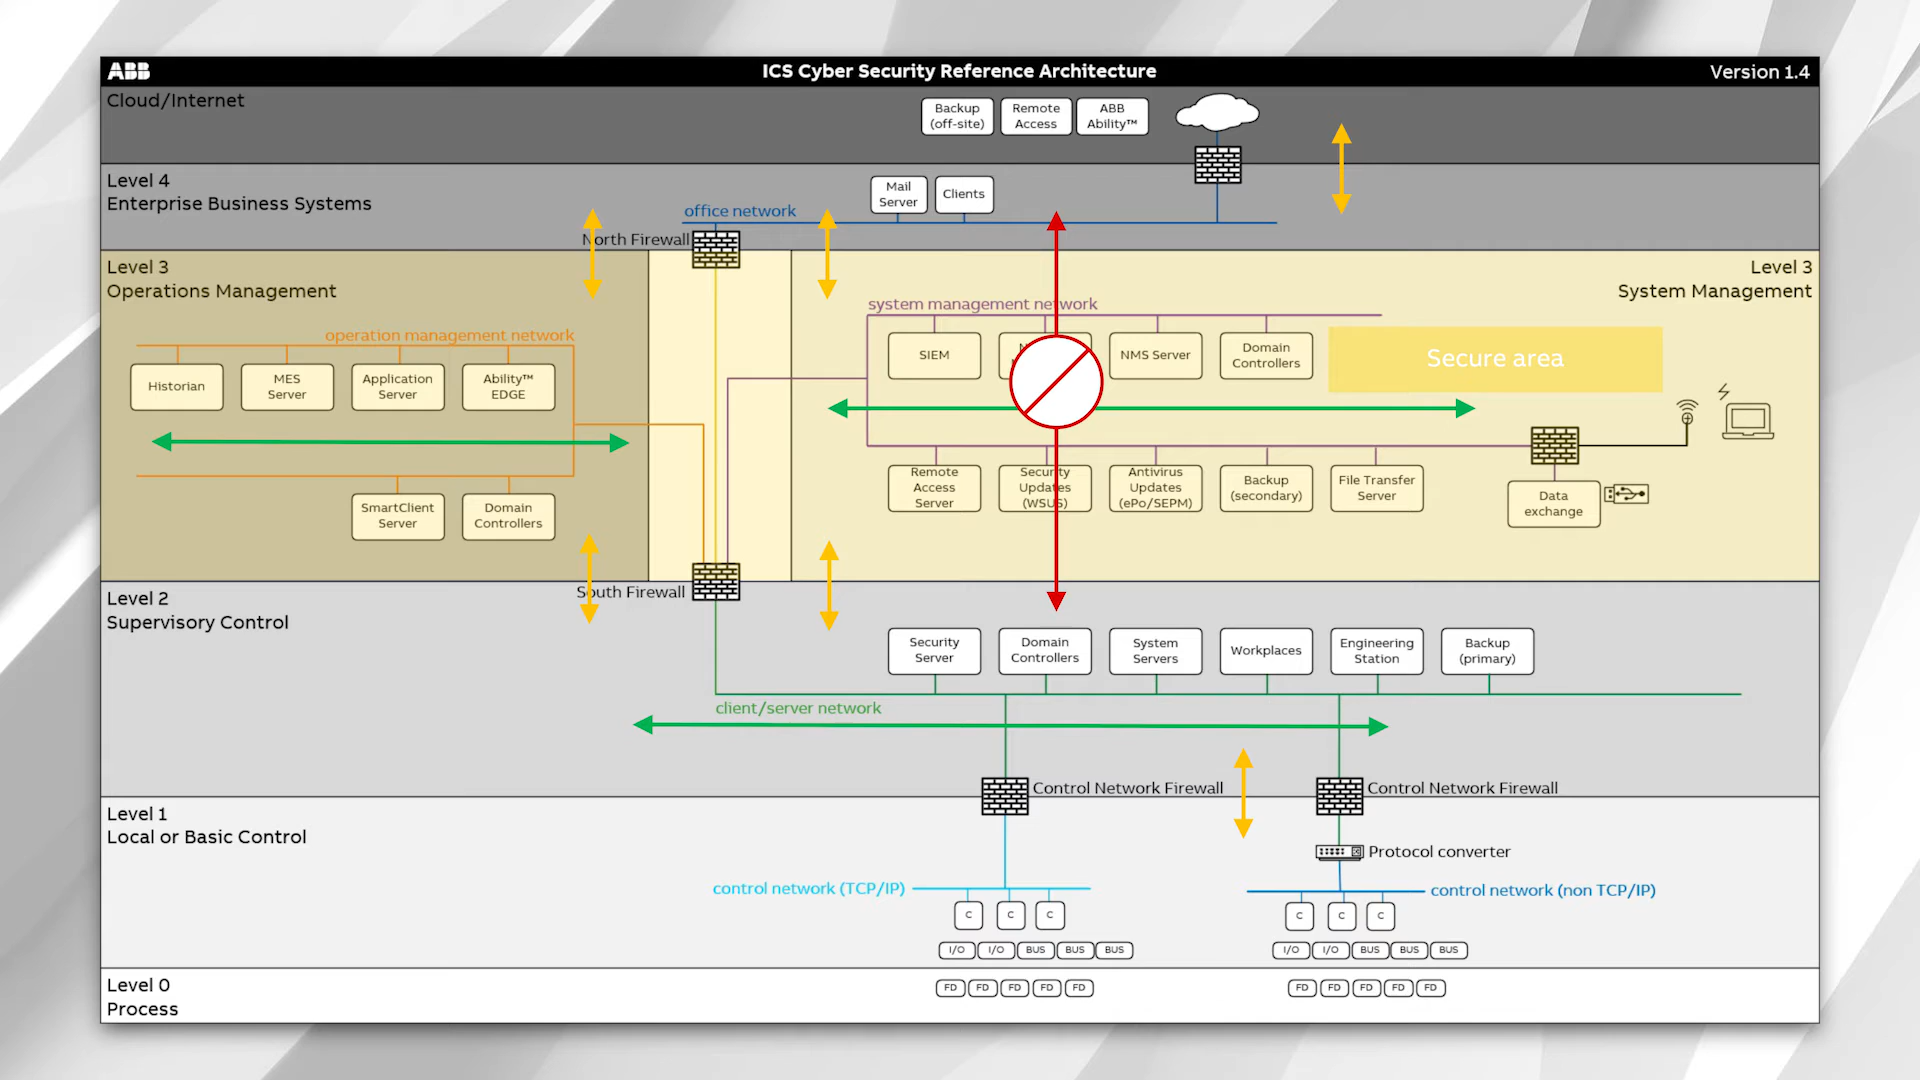 ABB
ICS Cyber Security Reference Architecture
Version 1.4
Cloud/Internet
Backup
(off-site)
Remote
Access
ABB
Ability™
Level 4
Enterprise Business Systems
Mail
Server
Clients
office network
North Firewall
Level 3
Operations Management
Level 3
System Management
system management network
operation management network
SIEM
NMS Server
Domain
Controllers
Secure area
Historian
MES
Server
Application
Server
Ability™
EDGE
Remote
Access
Server
Security
Updates
(WSUS)
Antivirus
Updates
(ePo/SEPM)
Backup
(secondary)
File Transfer
Server
Data
exchange
SmartClient
Server
Domain
Controllers
South Firewall
Level 2
Supervisory Control
Security
Server
Domain
Controllers
System
Servers
Workplaces
Engineering
Station
Backup
(primary)
client/server network
Control Network Firewall
Control Network Firewall
Level 1
Local or Basic Control
Protocol converter
control network (TCP/IP)
control network (non TCP/IP)
C C C
C C C
I/O I/O BUS BUS BUS
I/O I/O BUS BUS BUS
Level 0
Process
FD FD FD FD FD
FD FD FD FD FD